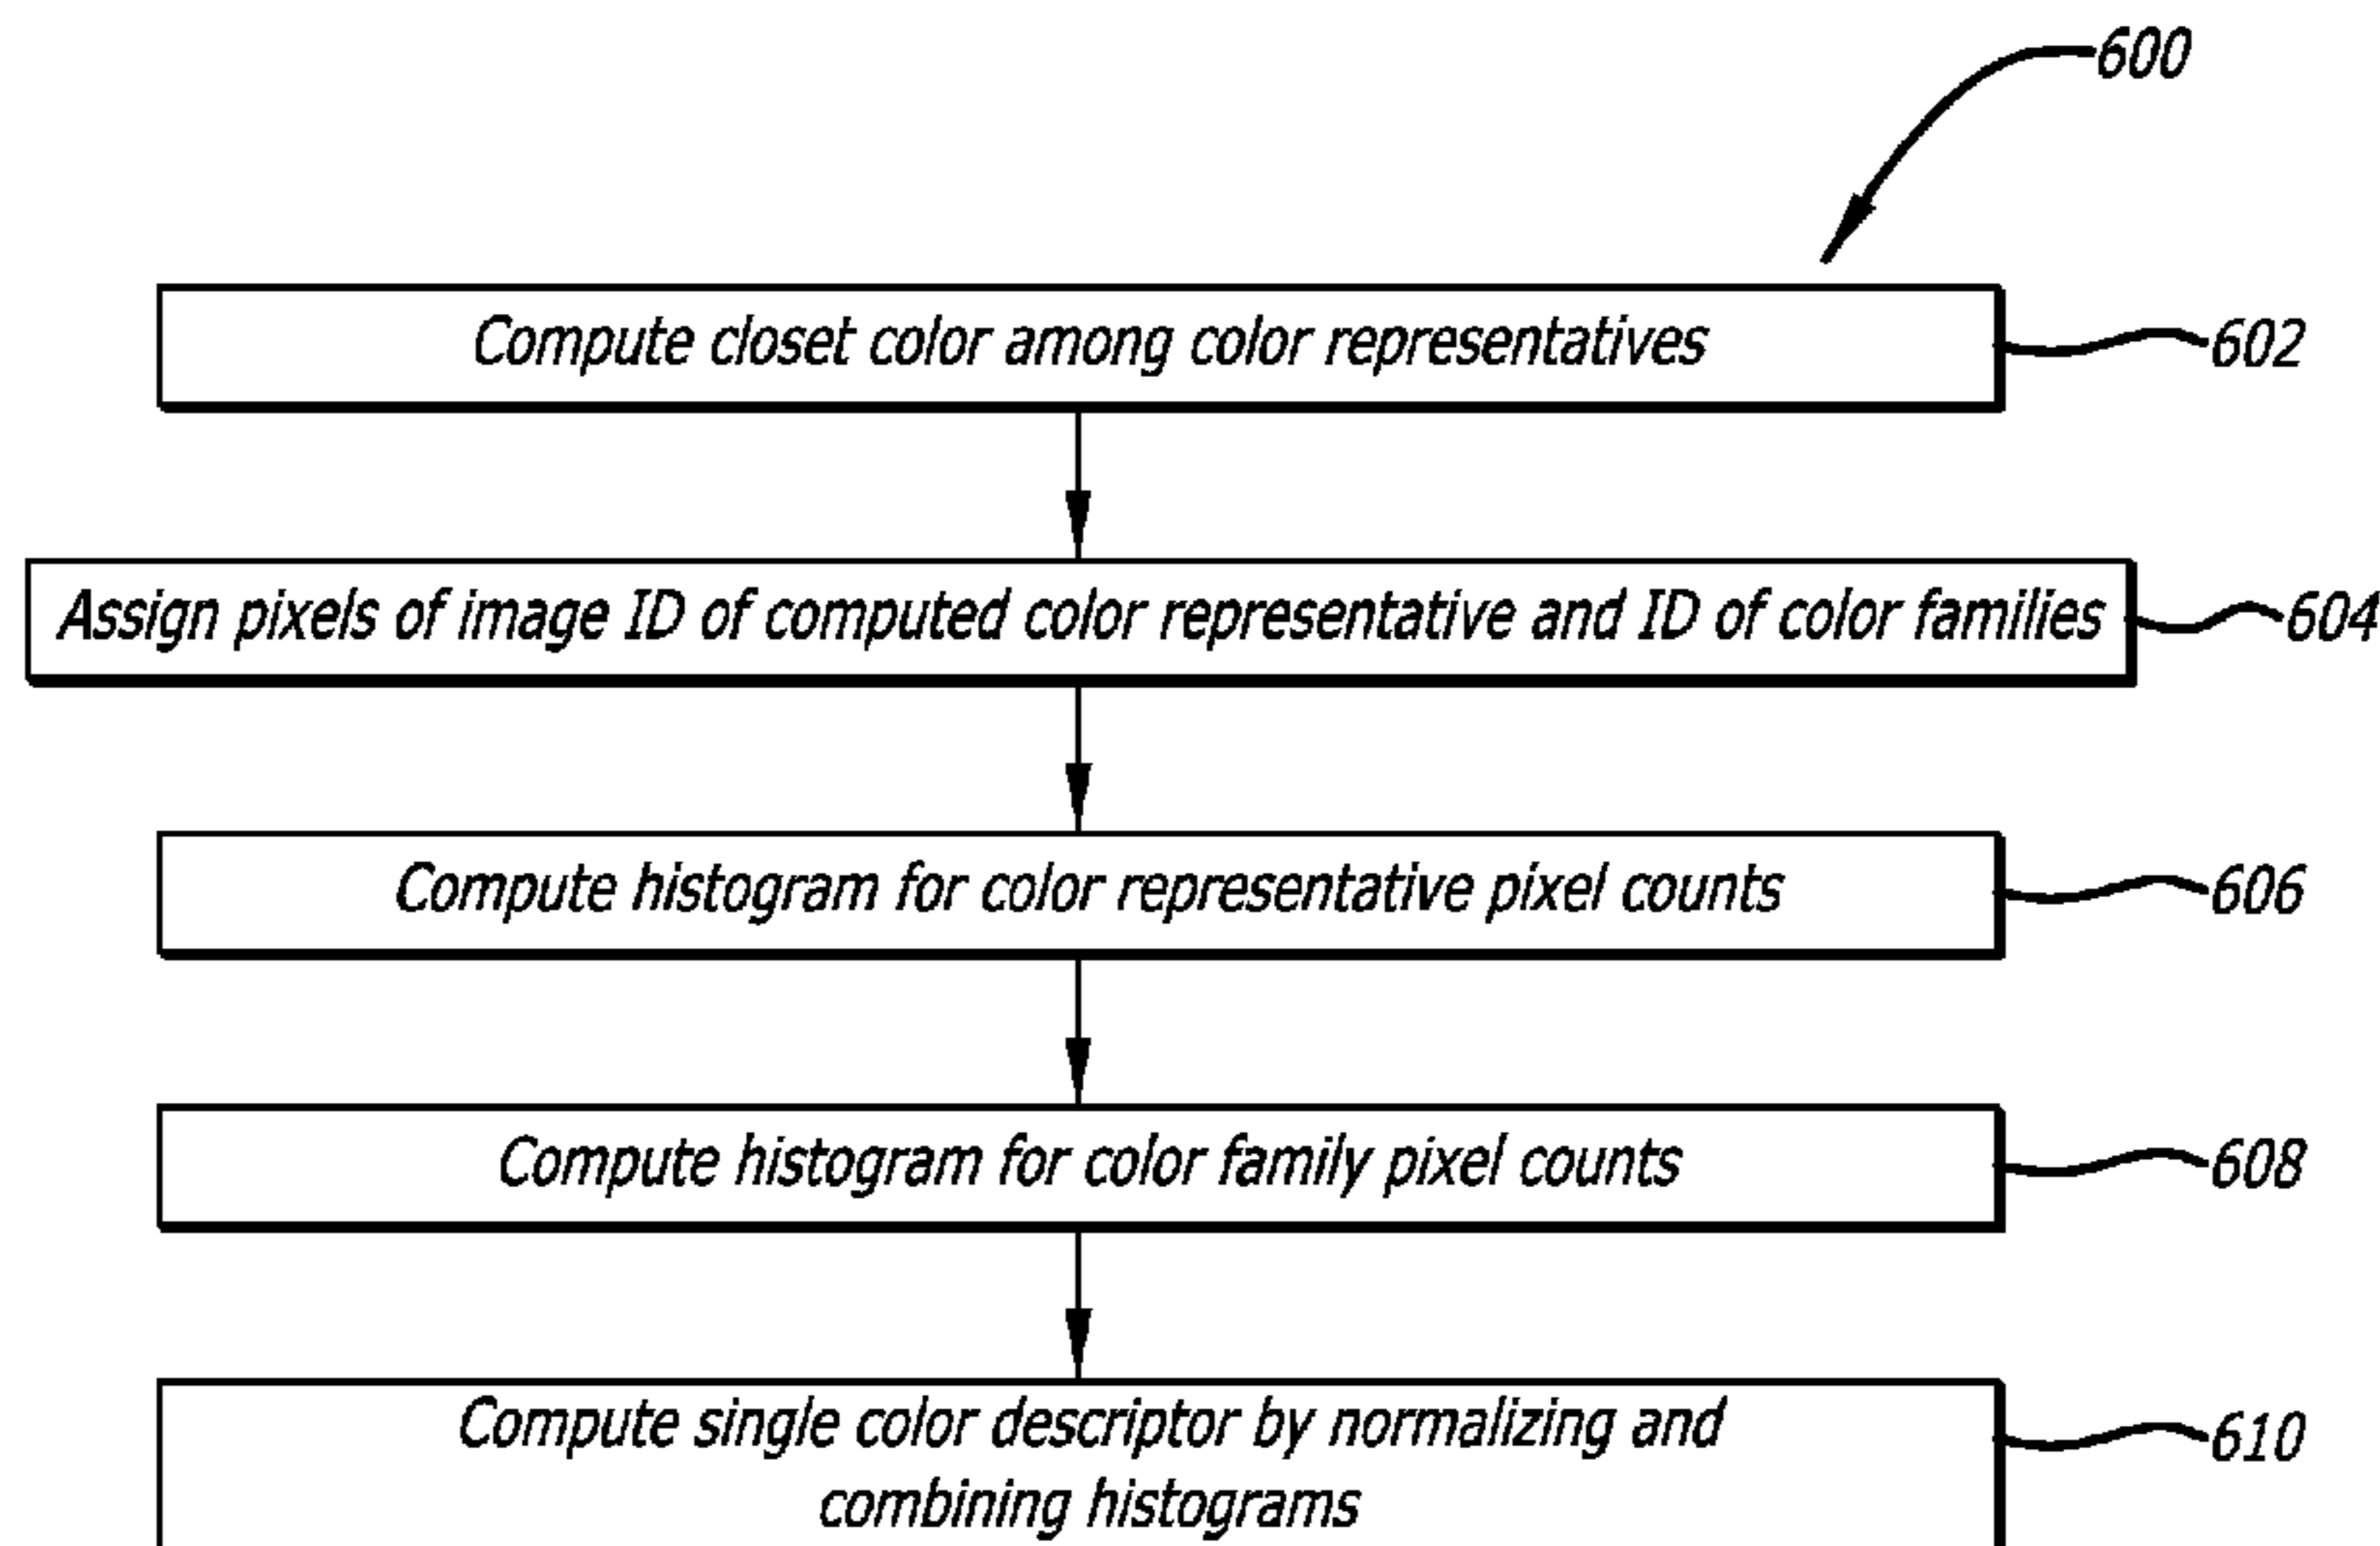 600
Compute closet color among color representatives
602
Assign pixels of image ID of computed color representative and ID of color families
604
Compute histogram for color representative pixel counts
606
Compute histogram for color family pixel counts
608
Compute single color descriptor by normalizing and
610
combining histograms